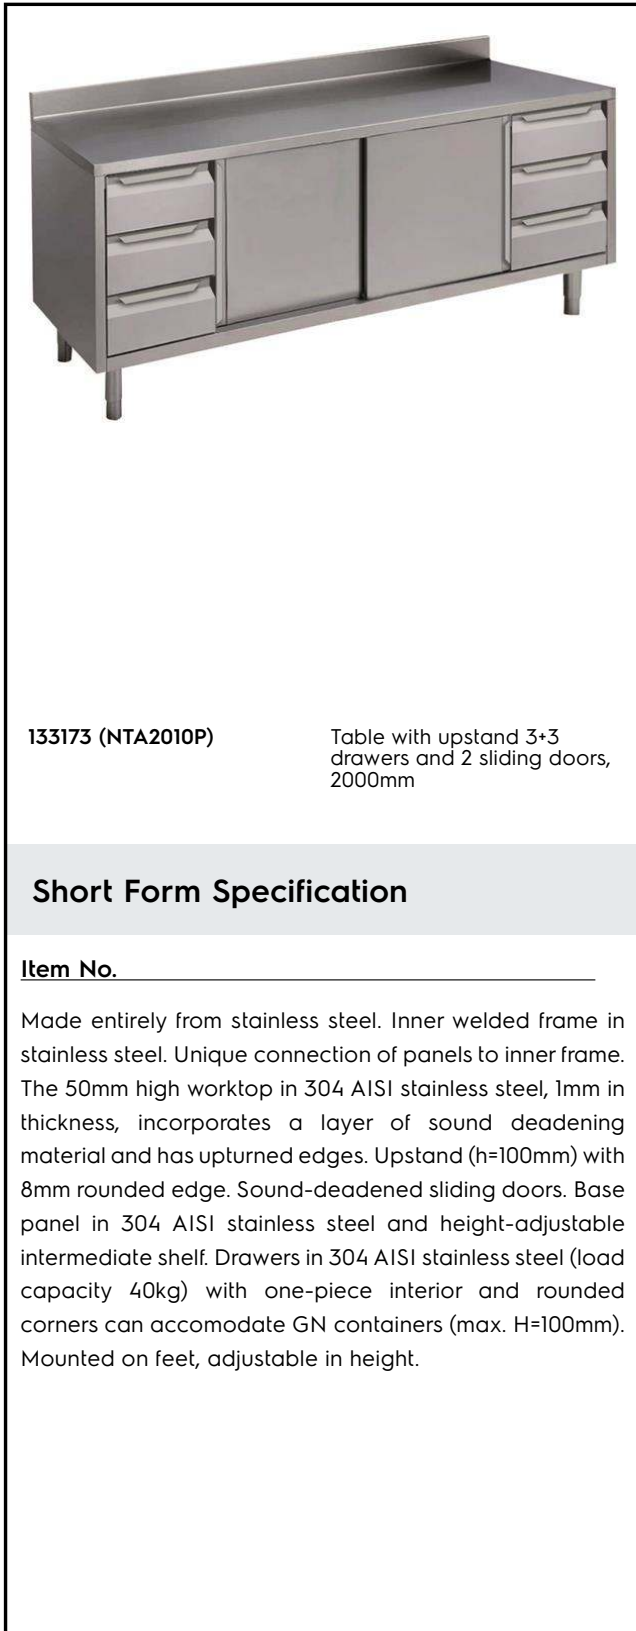 133173 (NTA2010P)
Table with upstand 3+3
drawers and 2 sliding doors,
2000mm
Short Form Specification
Item No.
Made entirely from stainless steel. Inner welded frame in
stainless steel. Unique connection of panels to inner frame.
The 50mm high worktop in 304 AISI stainless steel, 1mm in
thickness, incorporates a layer of sound deadening
material and has upturned edges. Upstand (h=100mm) with
8mm rounded edge. Sound-deadened sliding doors. Base
panel in 304 AISI stainless steel and height-adjustable
intermediate shelf. Drawers in 304 AISI stainless steel (load
capacity 40kg) with one-piece interior and rounded
corners can accomodate GN containers (max. H=100mm).
Mounted on feet, adjustable in height.